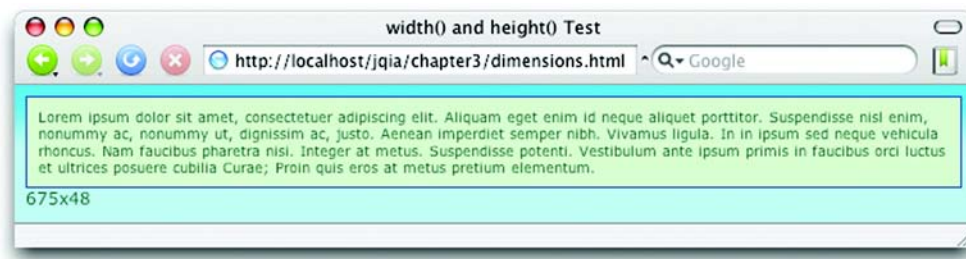 width() and height() Test
http://localhost/jqia/chapter3/dimensions.html Google
Lorem ipsum dolor sit amet, consectetuer adipiscing elit. Aliquam eget enim id neque aliquet porttitor. Suspendisse nisl enim,
nonummy ac, nonummy ut, dignissim ac, justo. Aenean imperdiet semper nibh. Vivamus ligula. In in ipsum sed neque vehicula
rhoncus. Nam faucibus pharetra nisi. Integer at metus. Suspendisse potenti. Vestibulum ante ipsum primis in faucibus orci luctus
et ultrices posuere cubilia Curae; Proin quis eros at metus pretium elementum.
675x48